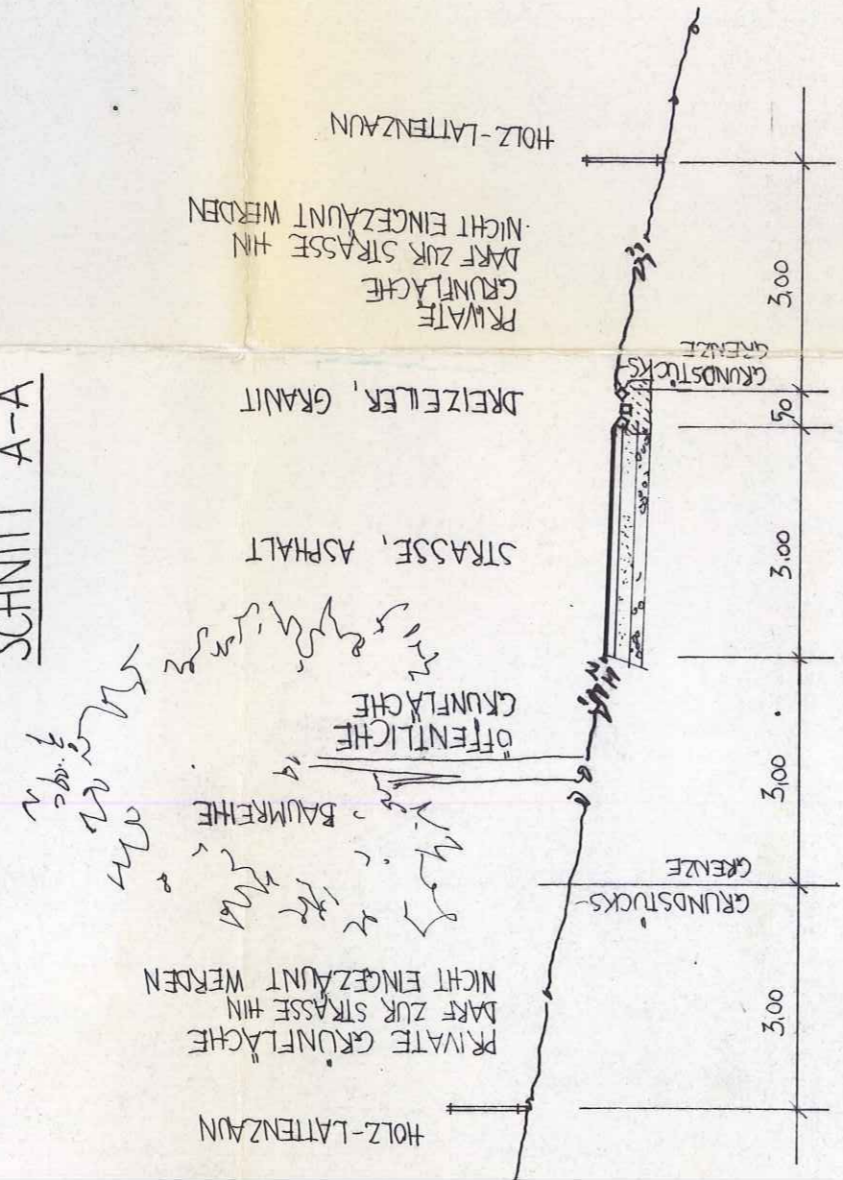 SCHNITT A-A
HOLZ-LATTENZAUN
PRIVATE GRÜNFLÄCHE
DARF ZUR STRASSE HIN
NICHT EINGEZÄUNT WERDEN
BAUMREIHE
ÖFFENTLICHE
GRÜNFLÄCHE
STRASSE, ASPHALT
DREIZEILER, GRANIT
PRIVATE
GRÜNFLÄCHE
DARF ZUR STRASSE HIN
NICHT EINGEZÄUNT WERDEN
HOLZ-LATTENZAUN
GRUNDSTÜCKS-
GRENZE
GRUNDSTÜCKS-
GRENZE
3.00
3,00
3.00
50
3,00